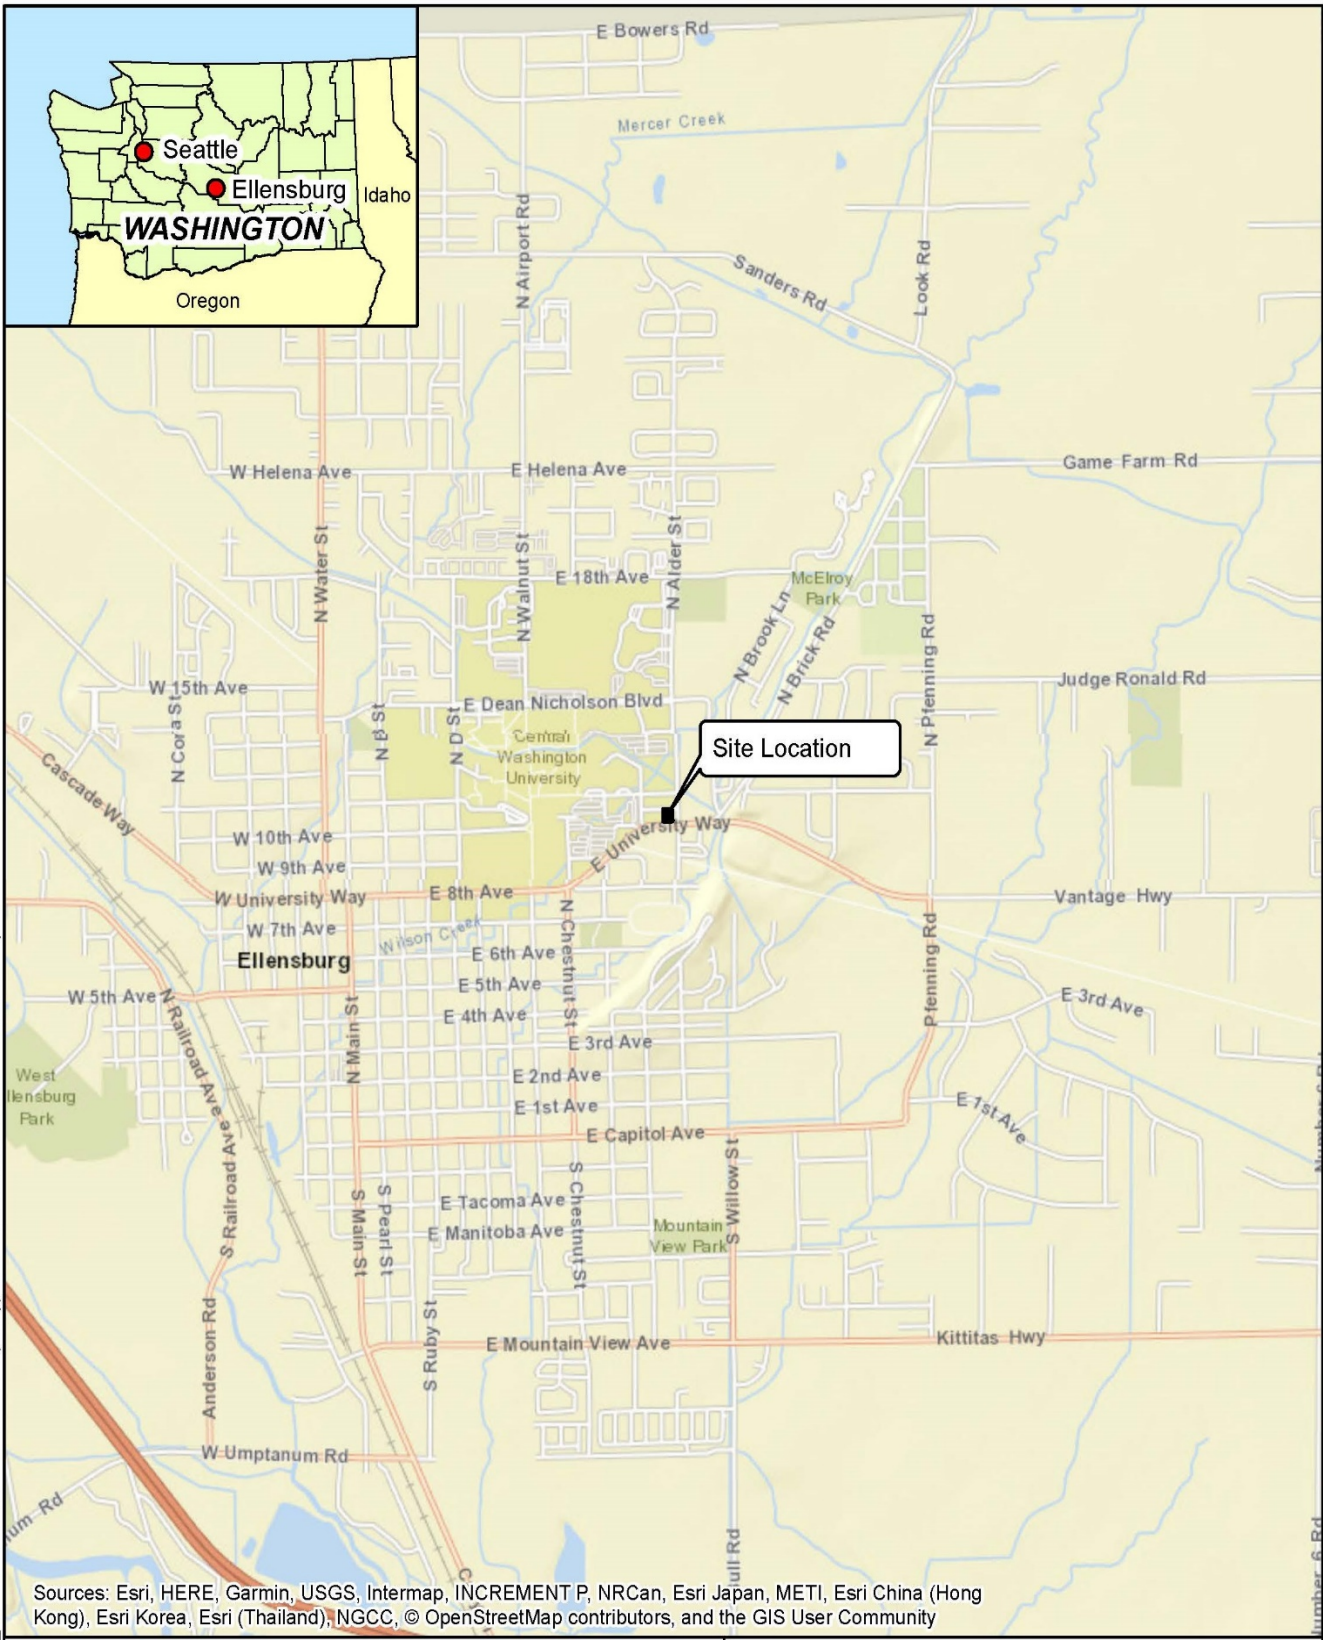 Seattle
Ellensburg
Idaho
WASHINGTON
Oregon
E Bowers Rd
Mercer Creek
N Airport Rd
Sanders Rd
Look Rd
W Helena Ave
E Helena Ave
Game Farm Rd
N Water St
N Walnut St
E 18th Ave
N Alder St
McElroy
Park
N Brook Ln
N Brick Rd
N Pfenning Rd
W 15th Ave
N Cora St
N B St
N D St
E Dean Nicholson Blvd
Judge Ronald Rd
Central
Washington
University
Site Location
Cascade Way
W 10th Ave
E University Way
W 9th Ave
W University Way
E 8th Ave
Vantage Hwy
W 7th Ave
Wilson Creek
N Chestnut St
Pfenning Rd
Ellensburg
E 6th Ave
W 5th Ave
E 5th Ave
E 3rd Ave
N Railroad Ave
N Main St
E 4th Ave
E 3rd Ave
West
llensburg
Park
E 2nd Ave
E 1st Ave
E 1st Ave
E Capitol Ave
S Railroad Ave
S Main St
S Pearl St
E Tacoma Ave
S Chestnut St
S Willow St
E Manitoba Ave
Mountain
View Park
Anderson Rd
S Ruby St
E Mountain View Ave
Kittitas Hwy
W Umptanum Rd
um Rd
ull Rd
umber 6 Rd
Sources: Esri, HERE, Garmin, USGS, Intermap, INCREMENT P, NRCan, Esri Japan, METI, Esri China (Hong
Kong), Esri Korea, Esri (Thailand), NGCC, © OpenStreetMap contributors, and the GIS User Community